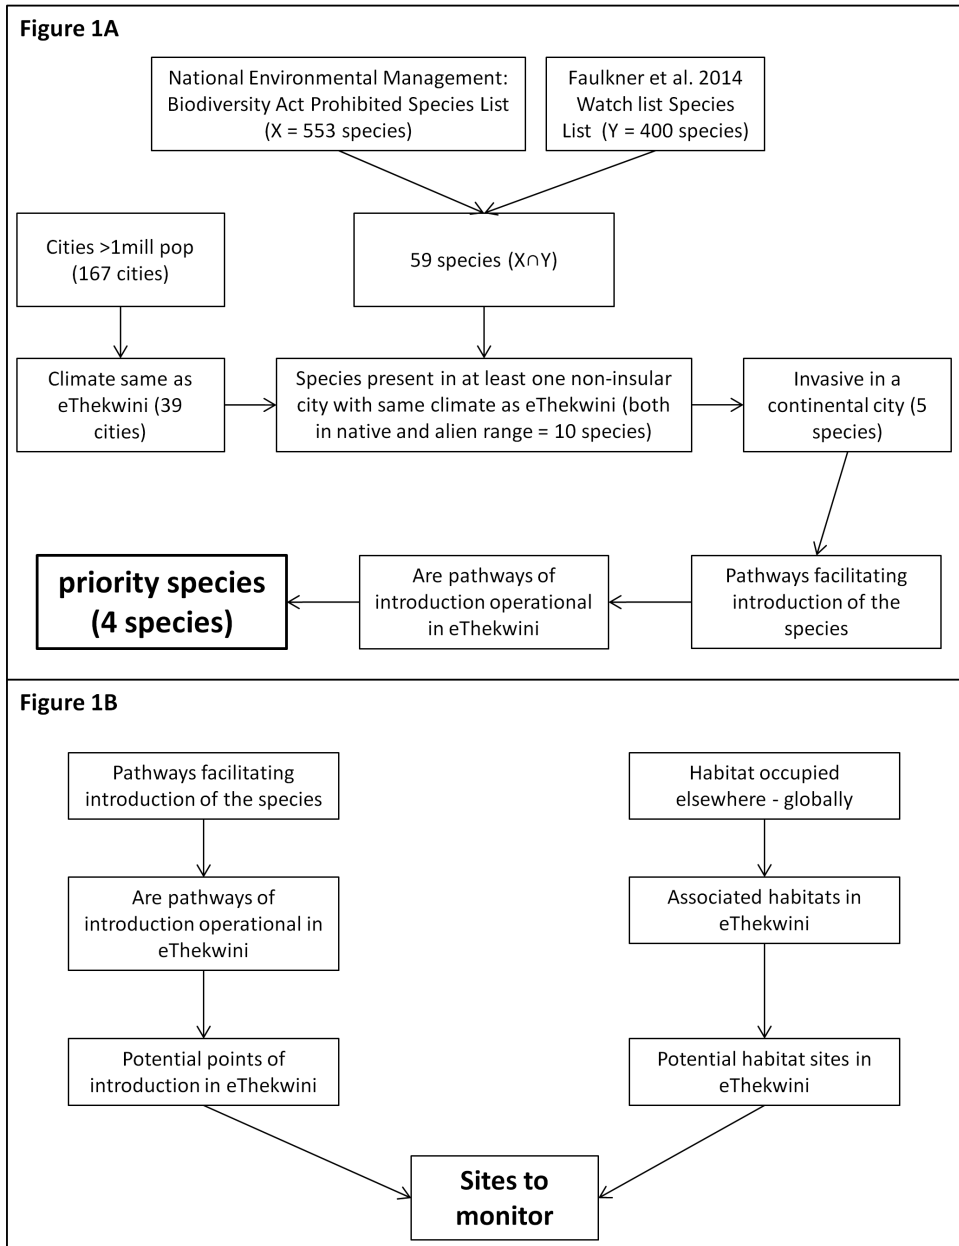 Figure 1A
National Environmental Management:
Biodiversity Act Prohibited Species List
(X = 553 species)
Faulkner et al. 2014
Watch list Species
List  (Y = 400 species)
Cities >1mill pop
(167 cities)
59 species (X∩Y)
Climate same as
eThekwini (39
cities)
Species present in at least one non-insular
city with same climate as eThekwini (both
in native and alien range = 10 species)
Invasive in a
continental city (5
species)
priority species
(4 species)
Are pathways of
introduction operational
in eThekwini
Pathways facilitating
introduction of the
species
Figure 1B
Pathways facilitating
introduction of the species
Habitat occupied
elsewhere - globally
Are pathways of
introduction operational in
eThekwini
Associated habitats in
eThekwini
Potential points of
introduction in eThekwini
Potential habitat sites in
eThekwini
Sites to
monitor